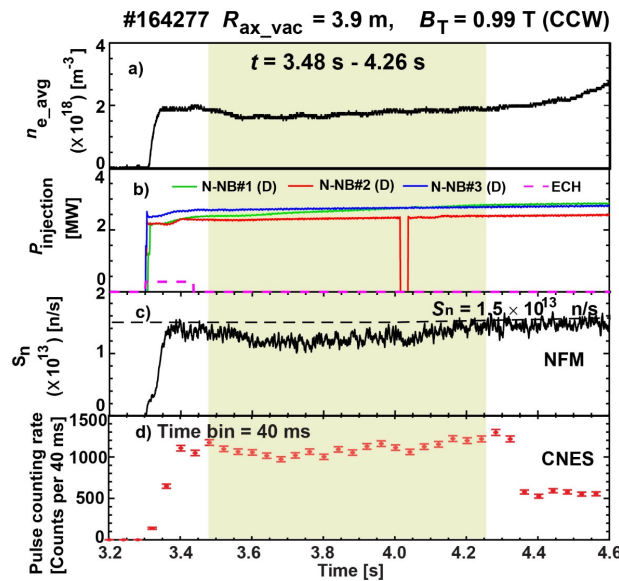 #164277 R_ax_vac = 3.9 m, B_T = 0.99 T (CCW)
a) t = 3.48 s - 4.26 s
n_e_avg (X10^18) [m^-3]
4
2
0
b) N-NB#1 (D) N-NB#2 (D) N-NB#3 (D) ECH
P_injection [MW]
4
2
0
c) S_n = 1.5 × 10^13 n/s
S_n (X10^13) [n/s]
NFM
2
1
0
d) Time bin = 40 ms
CNES
Pulse counting rate [Counts per 40 ms]
1500
1000
500
0
3.2 3.4 3.6 3.8 4.0 4.2 4.4 4.6
Time [s]